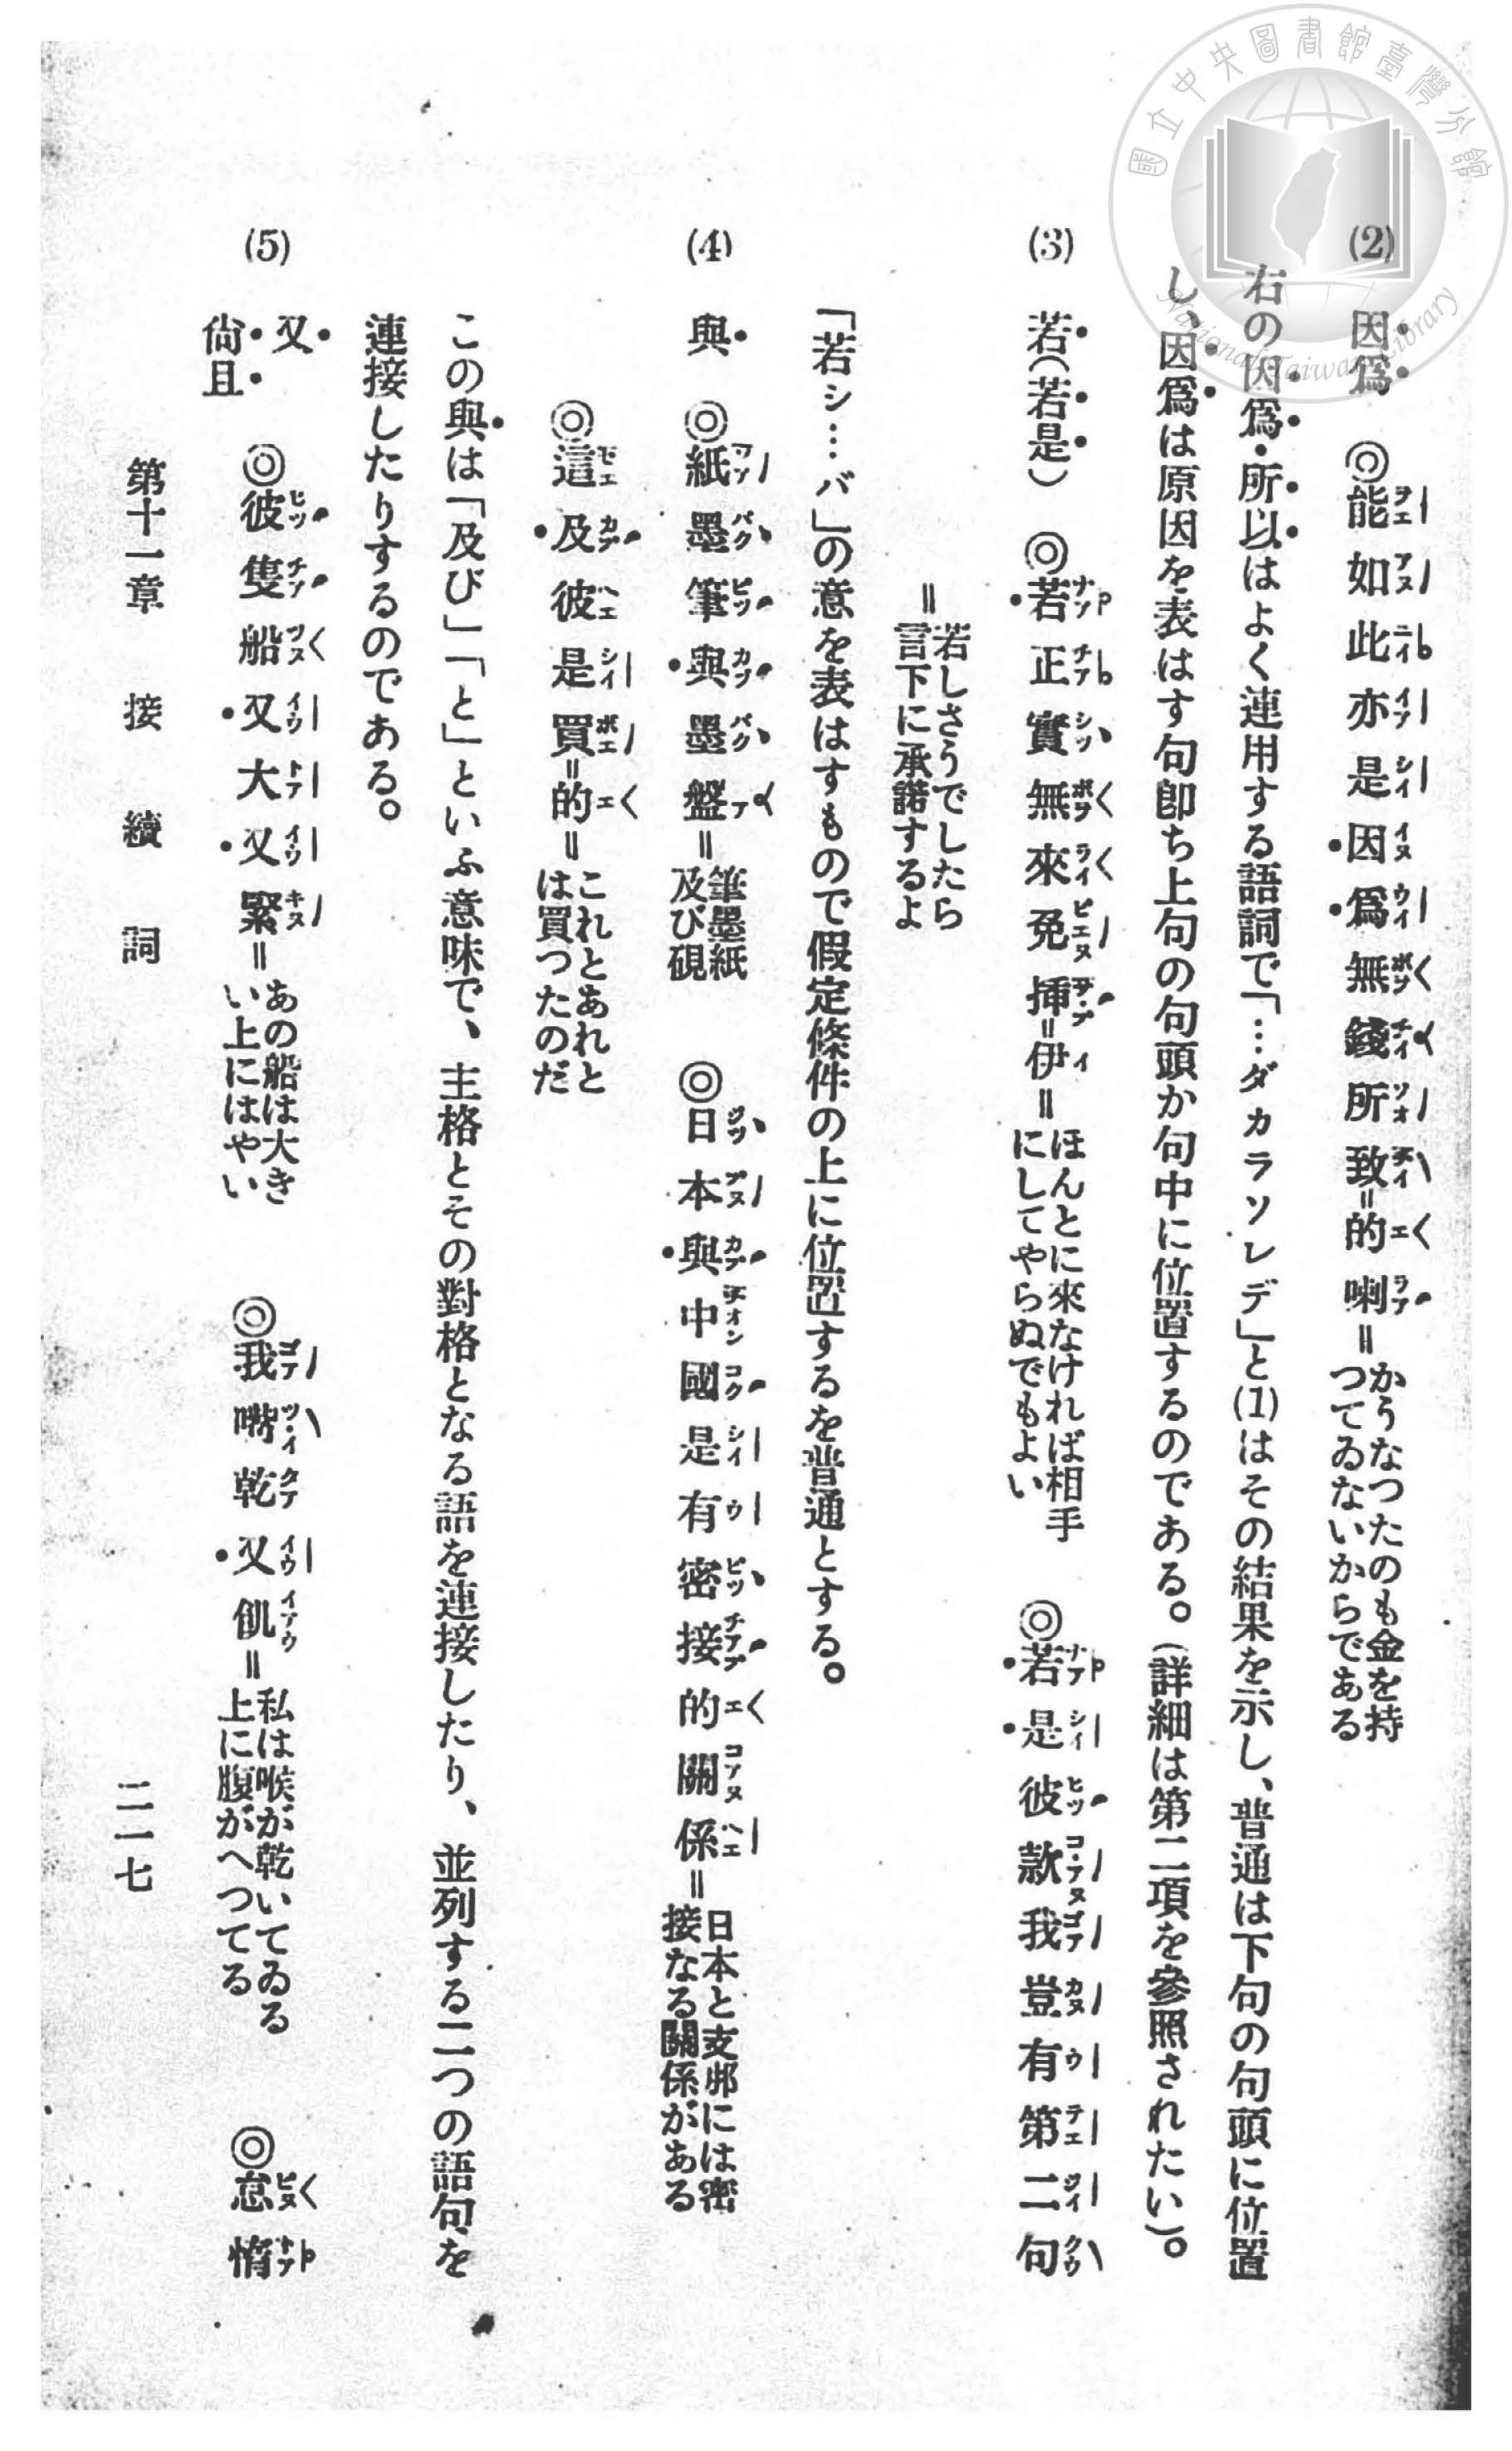 國立中央圖書館臺灣分館
National Taiwan Library
(2) 因爲 ◎能如此亦是因爲無錢所致＝的喇＝かうなつたのも金を持つてゐないからである
右の因爲・所以はよく連用する語詞で「…ダカラソレデ」と(1)はその結果を示し、普通は下句の句頭に位置
し、因爲は原因を表はす句卽ち上句の句頭か句中に位置するのである。(詳細は第二項を參照されたい)。
(3) 若(若是) ◎若正實無來免揷＝伊＝ほんとに來なければ相手にしてやらぬでもよい ◎若是彼款我豈有第二句
＝若しさうでしたら言下に承諾するよ
「若シ…バ」の意を表はすもので假定條件の上に位置するを普通とする。
(4) 與 ◎紙墨筆與墨盤＝筆墨紙及び硯 ◎日本與中國是有密接的關係＝日本と支那には密接なる關係がある
◎這及彼是買＝的＝これとあれとは買つたのだ
この與は「及び」「と」といふ意味で、主格とその對格となる語を連接したり、並列する二つの語句を
連接したりするのである。
(5) 又 尙且 ◎彼隻船又大又緊＝あの船は大きい上にはやい ◎我嘴乾又飢＝私は喉が乾いてゐる上に腹がへつてる ◎怠惰
第十一章 接續詞 二一七